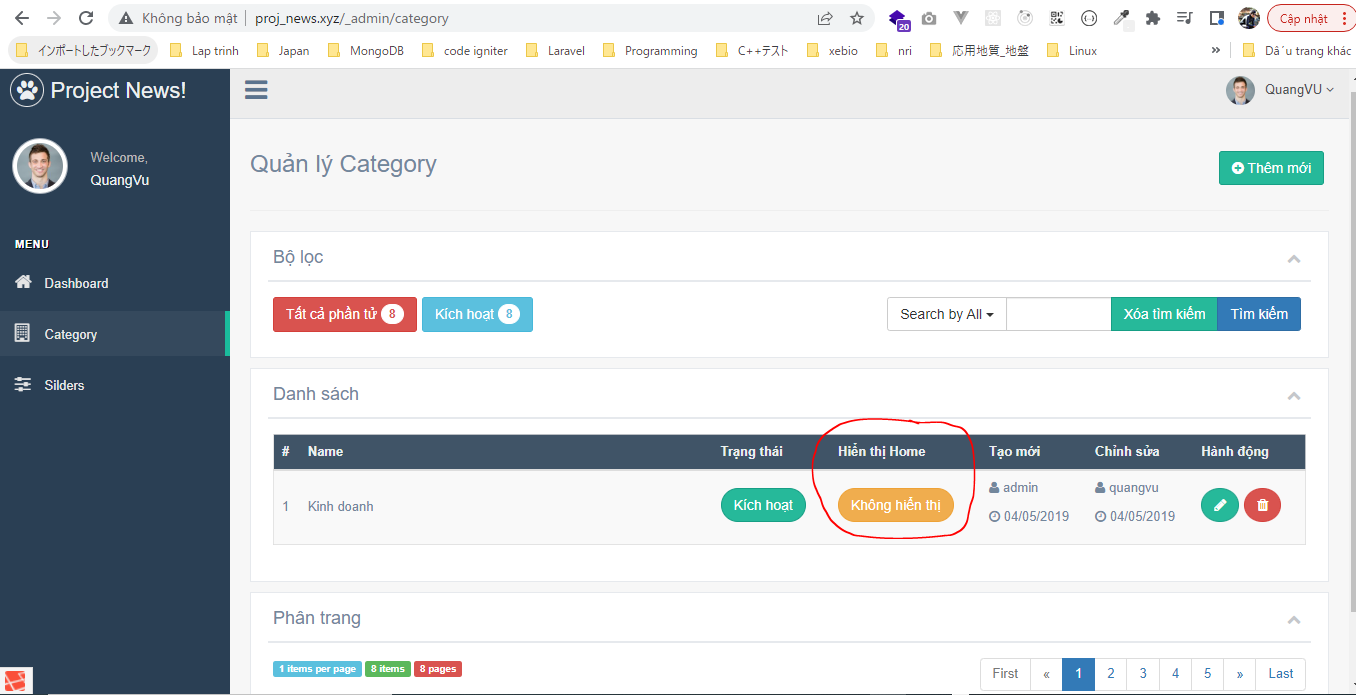 Không bảo mật | proj_news.xyz/_admin/category
20
Cập nhật
インポートしたブックマーク Lap trinh Japan MongoDB code igniter Laravel Programming C++テスト xebio nri 応用地質_地盤 Linux » Dấu trang khác
Project News!
QuangVU
Welcome,
QuangVu
Quản lý Category
Thêm mới
MENU
Dashboard
Category
Silders
Bộ lọc
Tất cả phần tử 8 Kích hoạt 8 Search by All Xóa tìm kiếm Tìm kiếm
Danh sách
# Name Trạng thái Hiển thị Home Tạo mới Chỉnh sửa Hành động
1 Kinh doanh Kích hoạt Không hiển thị admin quangvu
04/05/2019 04/05/2019
Phân trang
1 items per page 8 items 8 pages
First « 1 2 3 4 5 » Last